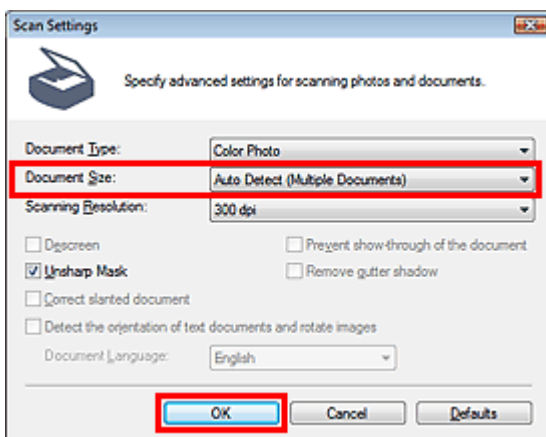 Scan Settings
Specify advanced settings for scanning photos and documents.
Document Type: Color Photo
Document Size: Auto Detect (Multiple Documents)
Scanning Resolution: 300 dpi
Descreen Prevent show-through of the document
Unsharp Mask Remove gutter shadow
Correct slanted document
Detect the orientation of text documents and rotate images
Document Language: English
OK Cancel Defaults